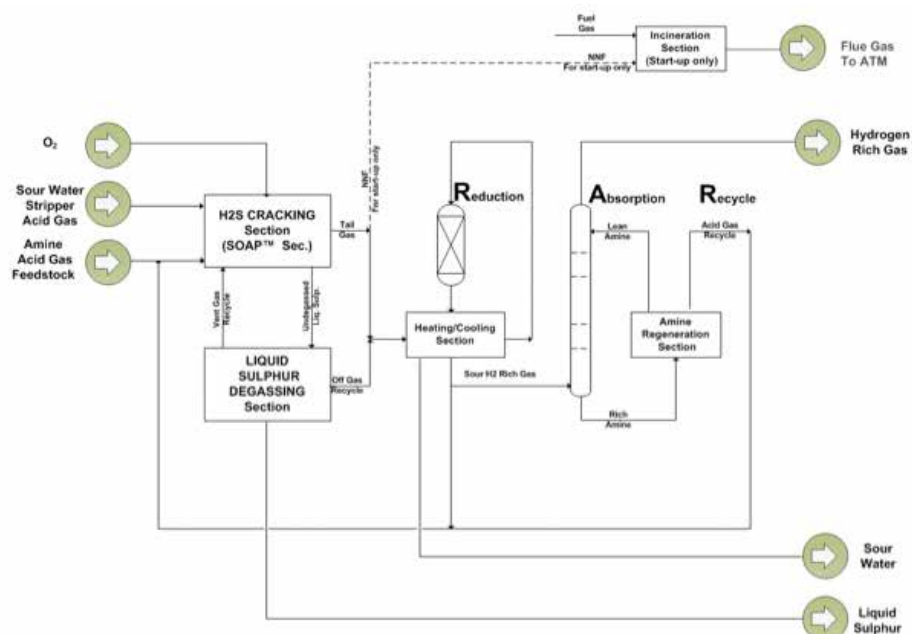 Fuel
Gas
Incineration
Section
(Start-up only)
Flue Gas
To ATM
NNF
For start-up only
O₂
Hydrogen
Rich Gas
Sour Water
Stripper
Acid Gas
Amine
Acid Gas
Feedstock
H2S CRACKING
Section
(SOAP™ Sec.)
Tail
Gas
NNF
For start-up only
Reduction
Absorption
Recycle
Lean
Amine
Acid Gas
Recycle
Vent Gas
Recycle
Undegassed
Liq. Sulp.
Heating/Cooling
Section
Amine
Regeneration
Section
LIQUID
SULPHUR
DEGASSING
Section
Off Gas
Recycle
Sour H2 Rich Gas
Rich
Amine
Sour
Water
Liquid
Sulphur